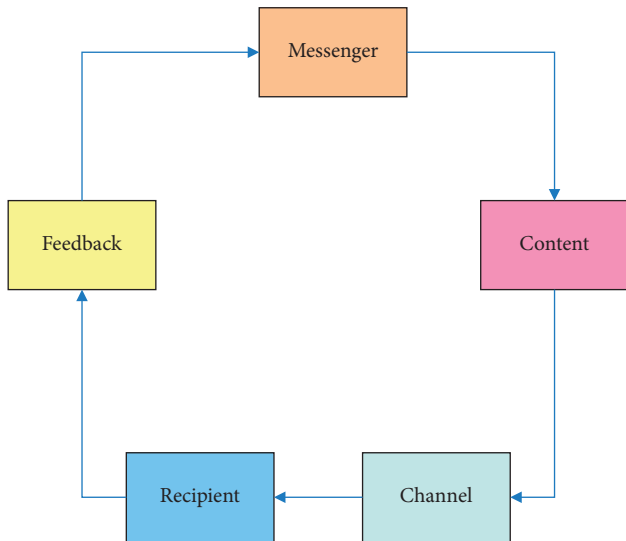 Messenger
Feedback
Content
Recipient
Channel